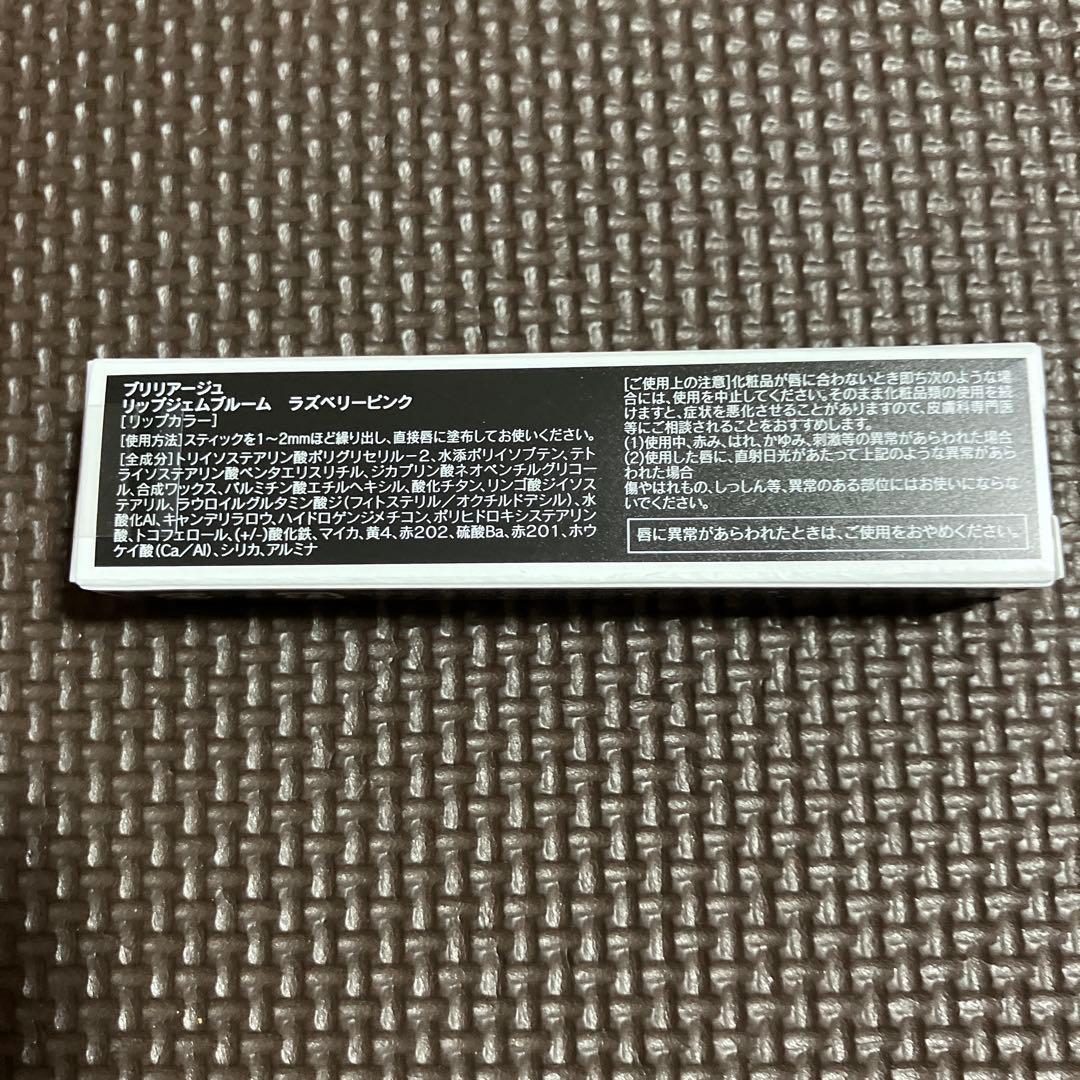 ブリリアージュ
リップジェムブルーム　ラズベリーピンク
[リップカラー]
[使用方法]スティックを1～2mmほど繰り出し、直接唇に塗布してお使いください。
[全成分]トリイソステアリン酸ポリグリセリル－2、水添ポリイソブテン、テト
ライソステアリン酸ペンタエリスリチル、ジカプリン酸ネオペンチルグリコー
ル、合成ワックス、パルミチン酸エチルヘキシル、酸化チタン、リンゴ酸ジイソス
テアリル、ラウロイルグルタミン酸ジ(フィトステリル／オクチルドデシル)、水
酸化Al、キャンデリラロウ、ハイドロゲンジメチコン、ポリヒドロキシステアリン
酸、トコフェロール、(+/-)酸化鉄、マイカ、黄4、赤202、硫酸Ba、赤201、ホウ
ケイ酸(Ca／Al)、シリカ、アルミナ
[ご使用上の注意]化粧品が唇に合わないとき即ち次のような場
合には、使用を中止してください。そのまま化粧品類の使用を続
けますと、症状を悪化させることがありますので、皮膚科専門医
等にご相談されることをおすすめします。
(1)使用中、赤み、はれ、かゆみ、刺激等の異常があらわれた場合
(2)使用した唇に、直射日光があたって上記のような異常があら
われた場合
傷やはれもの、しっしん等、異常のある部位にはお使いにならな
いでください。
唇に異常があらわれたときは、ご使用をおやめください。